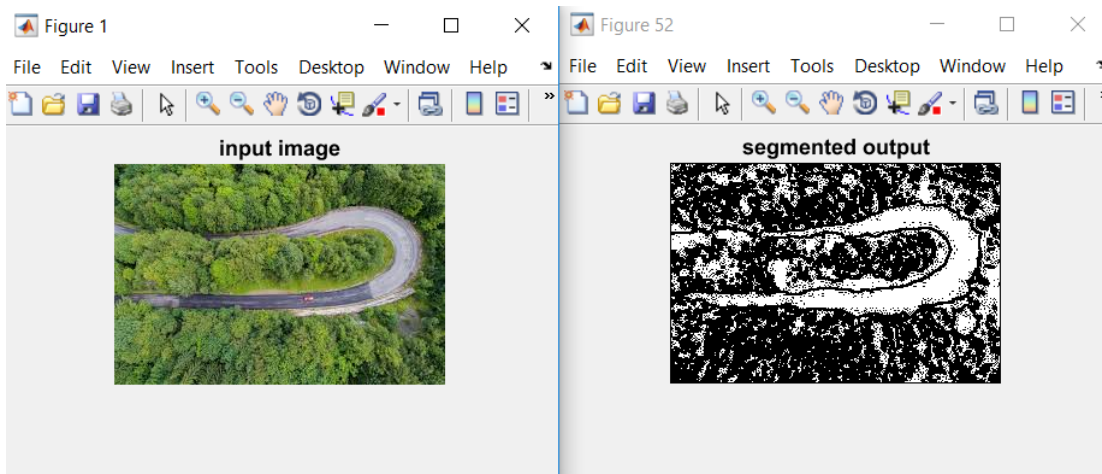 Figure 1
File Edit View Insert Tools Desktop Window Help
input image
Figure 52
File Edit View Insert Tools Desktop Window Help
segmented output